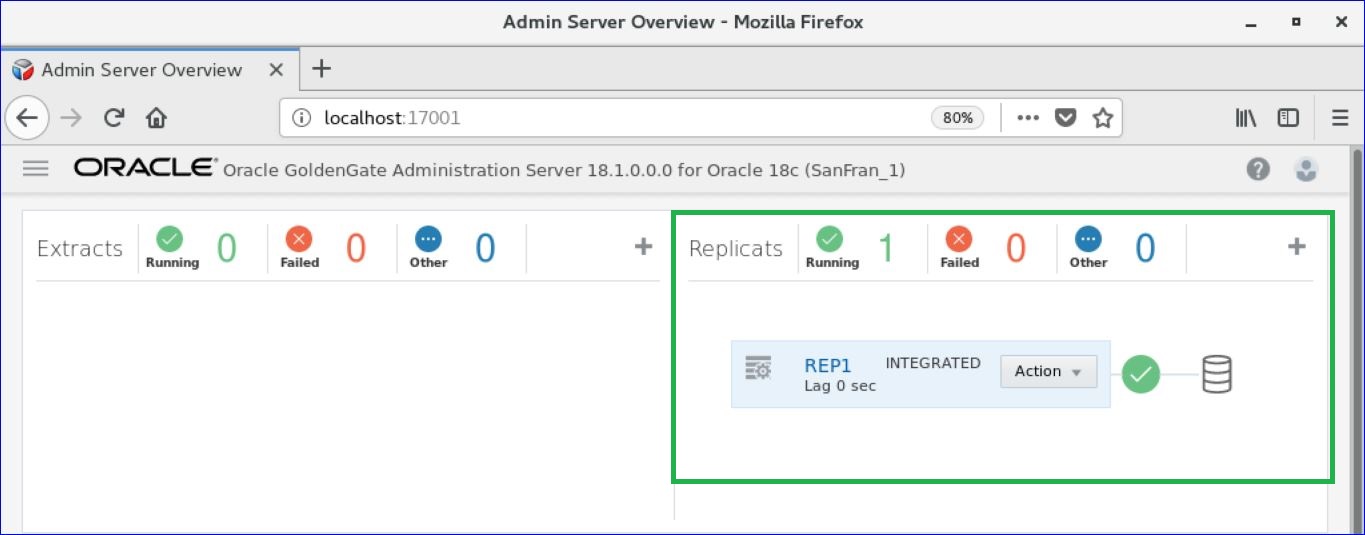 Admin Server Overview - Mozilla Firefox
Admin Server Overview
localhost:17001
80%
ORACLE® Oracle GoldenGate Administration Server 18.1.0.0.0 for Oracle 18c (SanFran_1)
Extracts Running 0 Failed 0 Other 0 +
Replicats Running 1 Failed 0 Other 0 +
REP1 INTEGRATED Action
Lag 0 sec